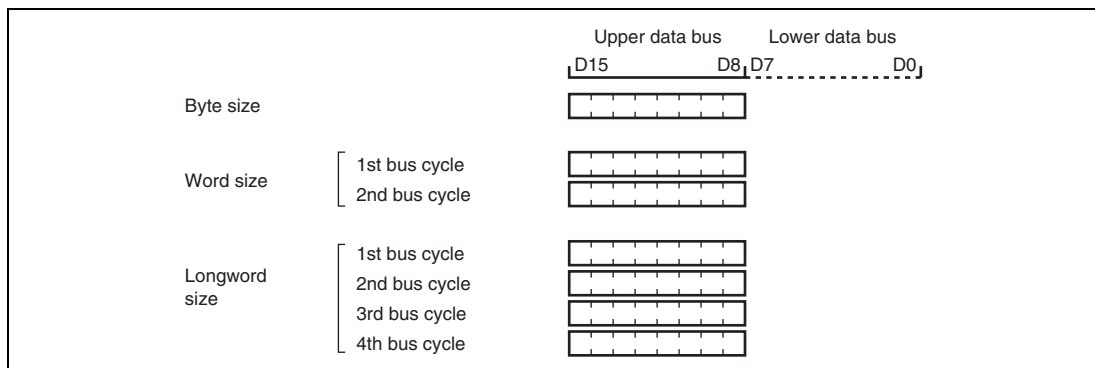 Upper data bus Lower data bus
D15 D8 D7 D0
Byte size
Word size
1st bus cycle
2nd bus cycle
Longword
size
1st bus cycle
2nd bus cycle
3rd bus cycle
4th bus cycle